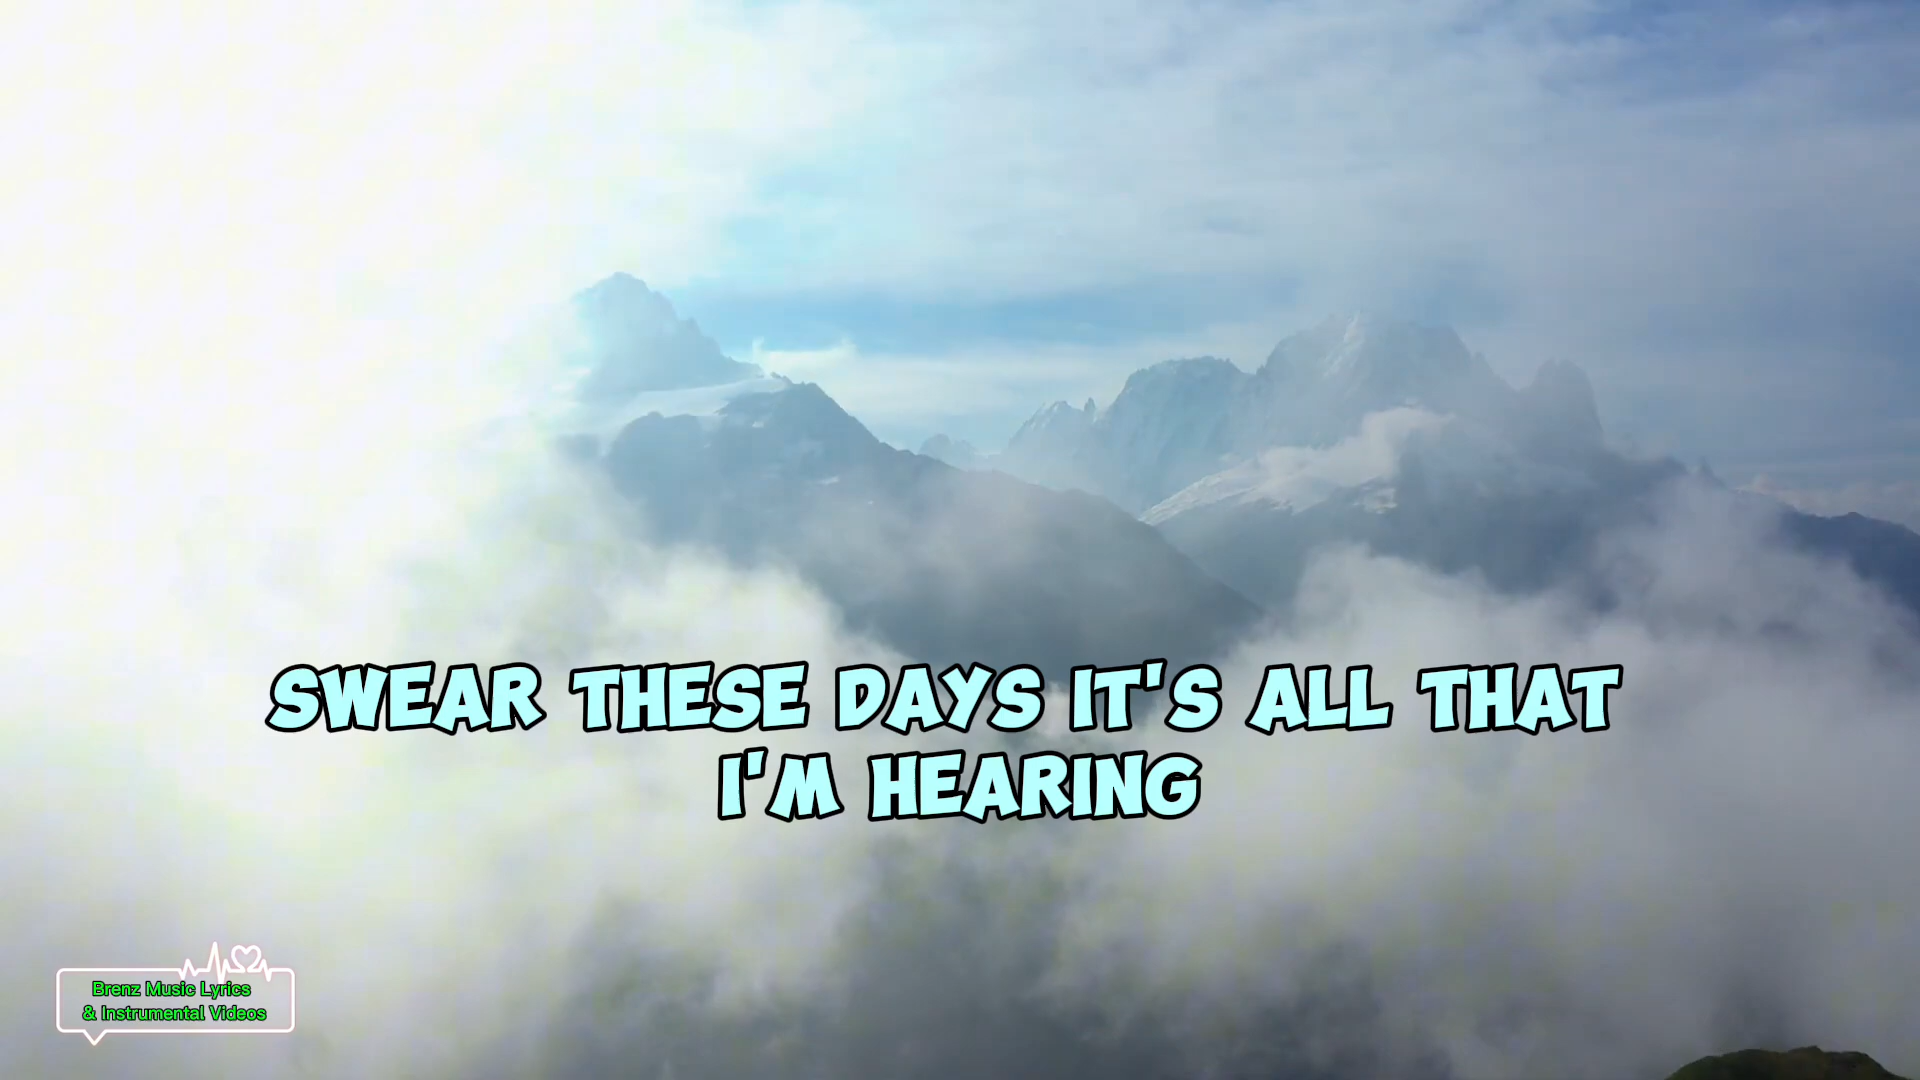 SWEAR THESE DAYS IT'S ALL THAT
I'M HEARING
Brenz Music Lyrics
& Instrumental Videos